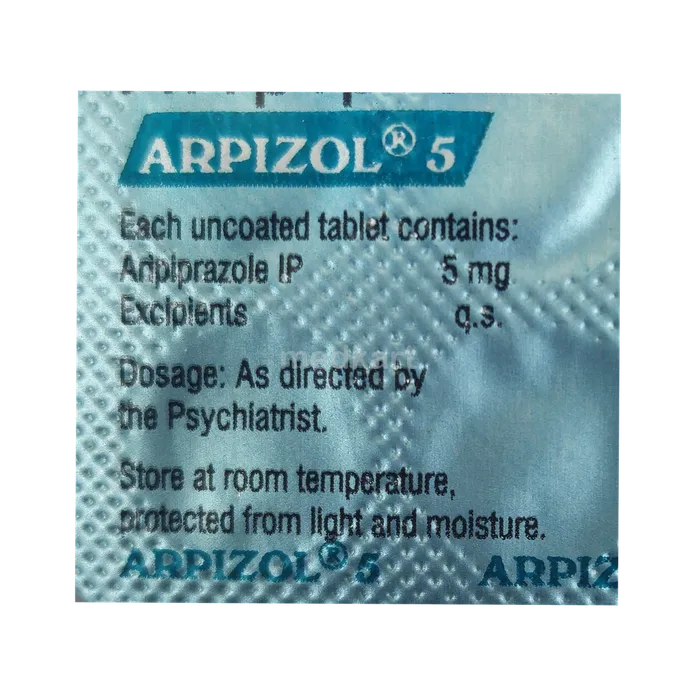 ARPIZOL® 5
Each uncoated tablet contains:
Aripiprazole IP 5 mg
Excipients q.s.
medkart
Dosage: As directed by
the Psychiatrist.
Store at room temperature,
protected from light and moisture.
ARPIZOL® 5 ARPIZ